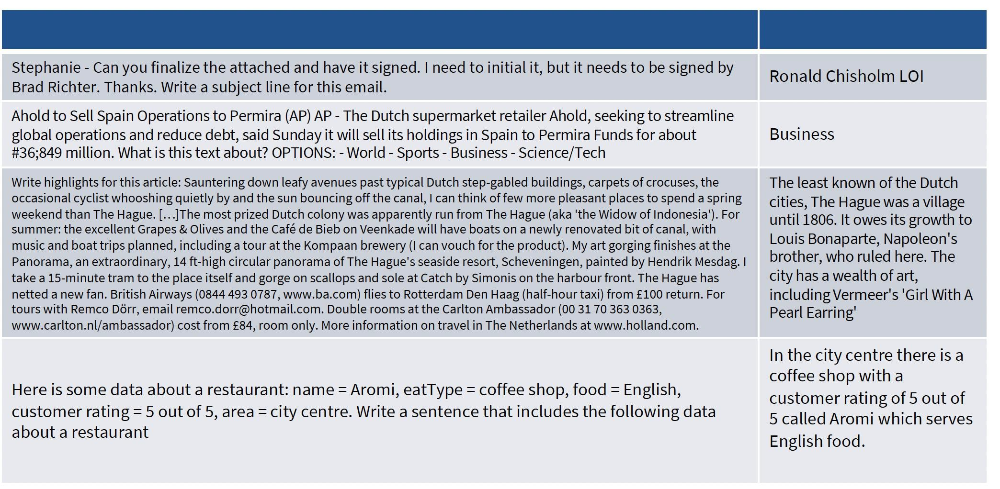 Stephanie - Can you finalize the attached and have it signed. I need to initial it, but it needs to be signed by
Brad Richter. Thanks. Write a subject line for this email.
Ronald Chisholm LOI
Ahold to Sell Spain Operations to Permira (AP) AP - The Dutch supermarket retailer Ahold, seeking to streamline
global operations and reduce debt, said Sunday it will sell its holdings in Spain to Permira Funds for about
#36;849 million. What is this text about? OPTIONS: - World - Sports - Business - Science/Tech
Business
Write highlights for this article: Sauntering down leafy avenues past typical Dutch step-gabled buildings, carpets of crocuses, the
occasional cyclist whooshing quietly by and the sun bouncing off the canal, I can think of few more pleasant places to spend a spring
weekend than The Hague. […]The most prized Dutch colony was apparently run from The Hague (aka 'the Widow of Indonesia'). For
summer: the excellent Grapes & Olives and the Café de Bieb on Veenkade will have boats on a newly renovated bit of canal, with
music and boat trips planned, including a tour at the Kompaan brewery (I can vouch for the product). My art gorging finishes at the
Panorama, an extraordinary, 14 ft-high circular panorama of The Hague's seaside resort, Scheveningen, painted by Hendrik Mesdag. I
take a 15-minute tram to the place itself and gorge on scallops and sole at Catch by Simonis on the harbour front. The Hague has
netted a new fan. British Airways (0844 493 0787, www.ba.com) flies to Rotterdam Den Haag (half-hour taxi) from £100 return. For
tours with Remco Dörr, email remco.dorr@hotmail.com. Double rooms at the Carlton Ambassador (00 31 70 363 0363,
www.carlton.nl/ambassador) cost from £84, room only. More information on travel in The Netherlands at www.holland.com.
The least known of the Dutch
cities, The Hague was a village
until 1806. It owes its growth to
Louis Bonaparte, Napoleon's
brother, who ruled here. The
city has a wealth of art,
including Vermeer's 'Girl With A
Pearl Earring'
Here is some data about a restaurant: name = Aromi, eatType = coffee shop, food = English,
customer rating = 5 out of 5, area = city centre. Write a sentence that includes the following data
about a restaurant
In the city centre there is a
coffee shop with a
customer rating of 5 out of
5 called Aromi which serves
English food.